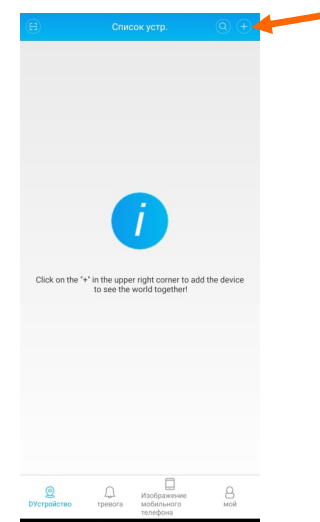 Список устр.
Click on the "+" in the upper right corner to add the device
to see the world together!
DУстройство
тревога
Изображение
мобильного
телефона
мой